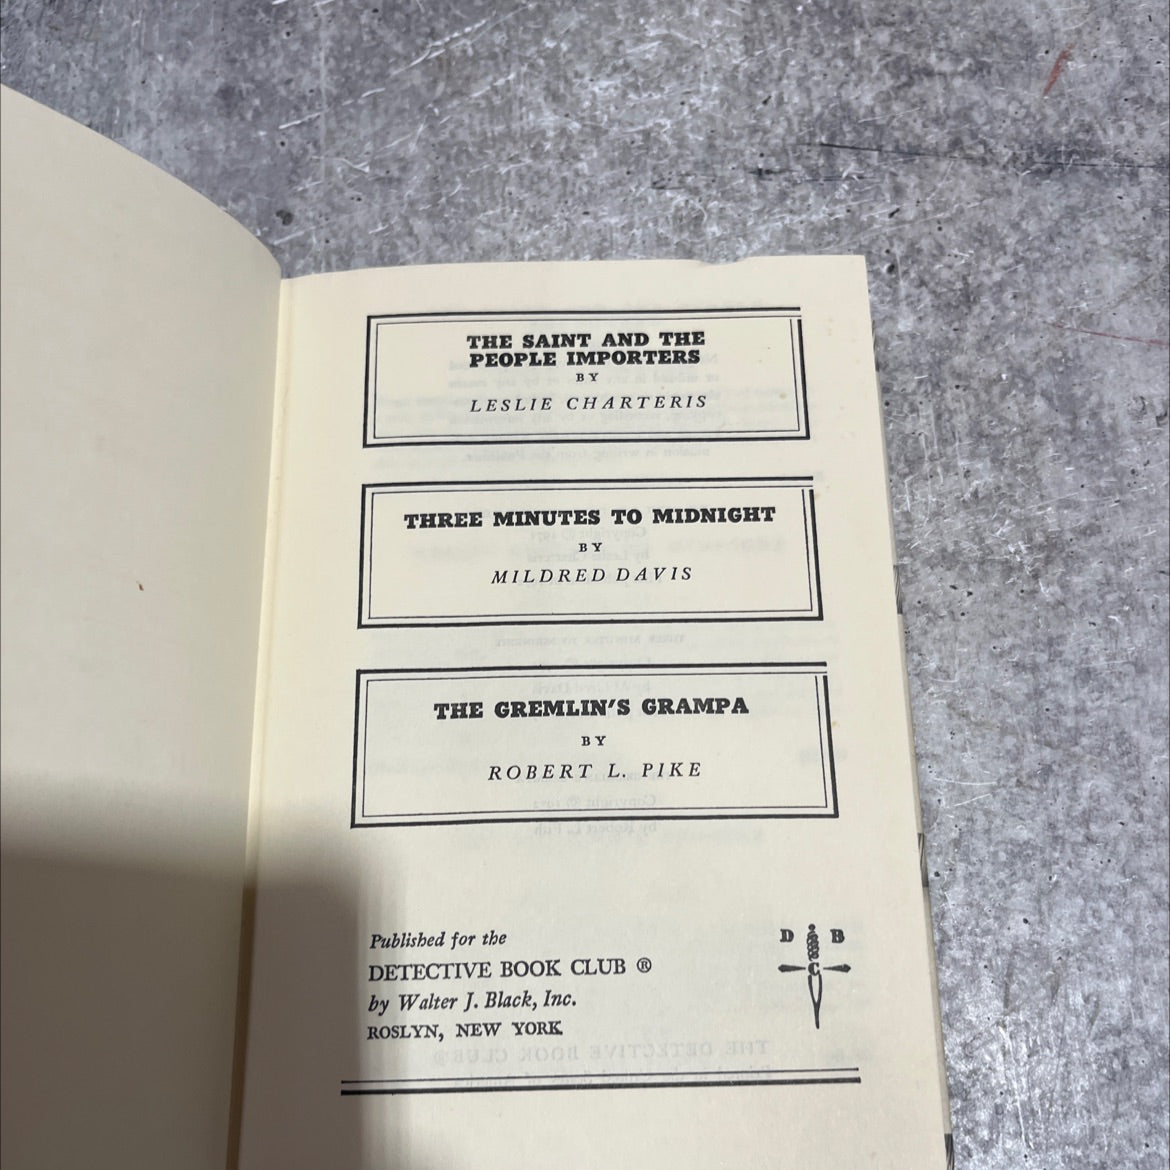 THE SAINT AND THE
PEOPLE IMPORTERS
BY
LESLIE CHARTERIS
THREE MINUTES TO MIDNIGHT
BY
MILDRED DAVIS
THE GREMLIN'S GRAMPA
BY
ROBERT L. PIKE
Published for the
DETECTIVE BOOK CLUB ®
by Walter J. Black, Inc.
ROSLYN, NEW YORK
D B
C